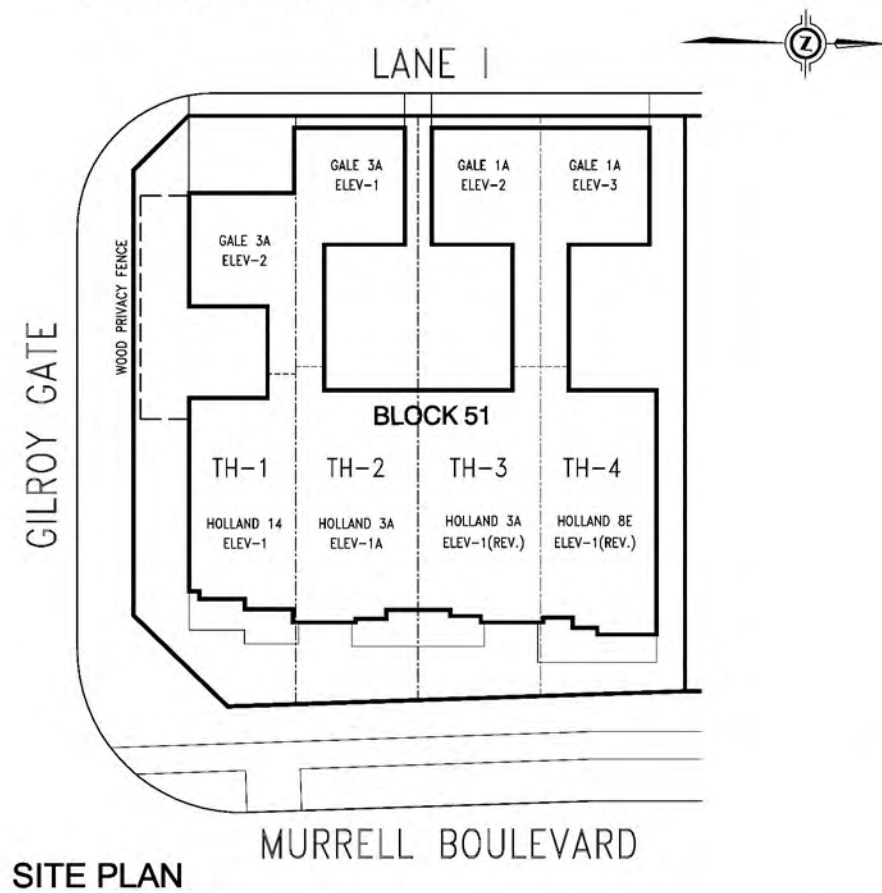 LANE 1
Z
GALE 3A
ELEV-1
GALE 1A
ELEV-2
GALE 1A
ELEV-3
GALE 3A
ELEV-2
WOOD PRIVACY FENCE
GILROY GATE
BLOCK 51
TH-1
TH-2
TH-3
TH-4
HOLLAND 14
ELEV-1
HOLLAND 3A
ELEV-1A
HOLLAND 3A
ELEV-1(REV.)
HOLLAND 8E
ELEV-1(REV.)
MURRELL BOULEVARD
SITE PLAN